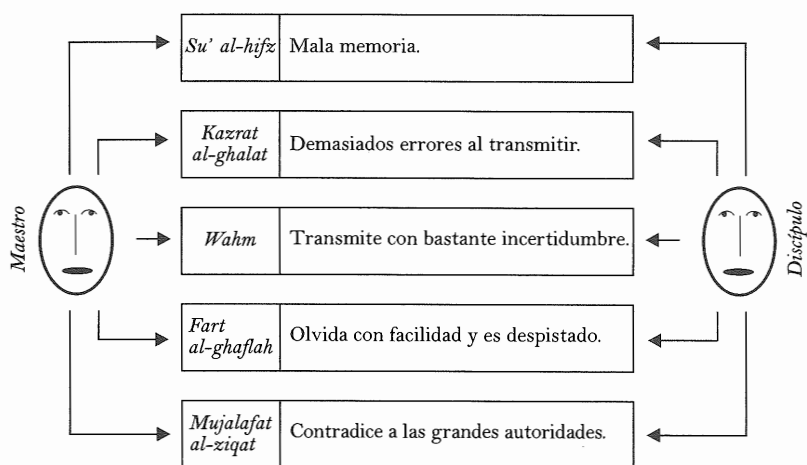 Su' al-hifz Mala memoria.
Kazrat
al-ghalat Demasiados errores al transmitir.
Maestro
Wahm Transmite con bastante incertidumbre.
Discípulo
Fart
al-ghaflah Olvida con facilidad y es despistado.
Mujalafat
al-ziqat Contradice a las grandes autoridades.